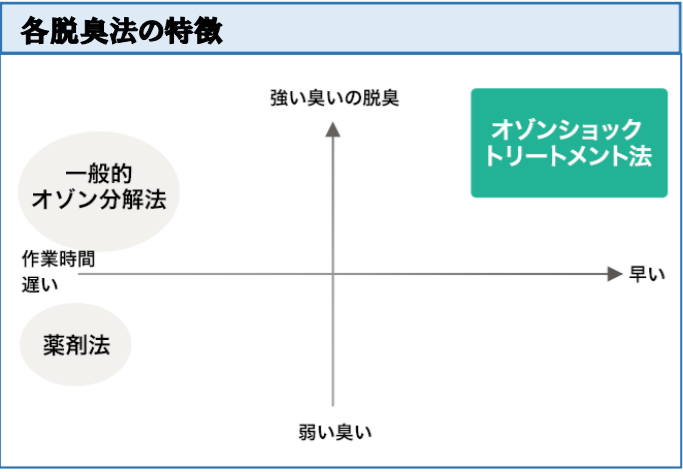 各脱臭法の特徴
強い臭いの脱臭
オゾンショック
トリートメント法
一般的
オゾン分解法
作業時間
遅い
早い
薬剤法
弱い臭い